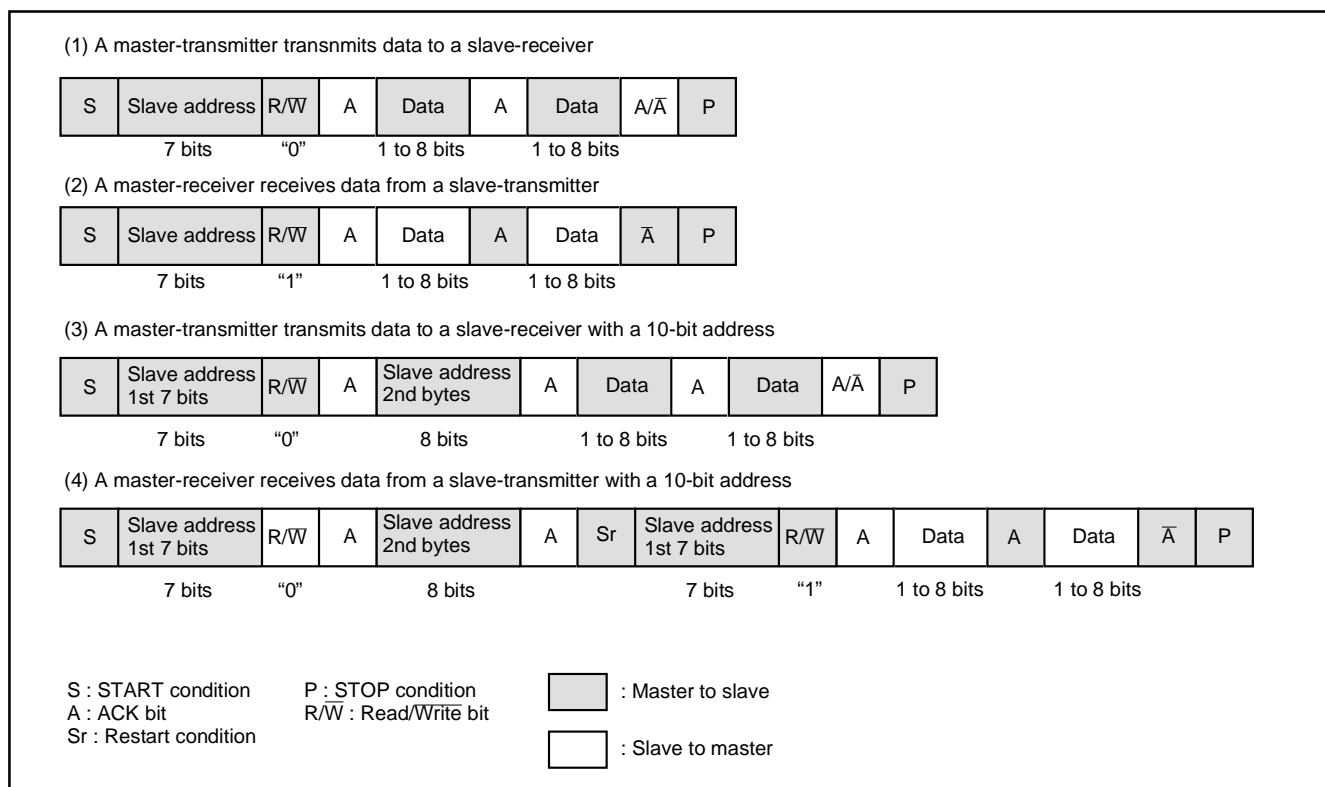 (1) A master-transmitter transnmits data to a slave-receiver
S Slave address R/W̅ A Data A Data A/A̅ P
7 bits “0” 1 to 8 bits 1 to 8 bits
(2) A master-receiver receives data from a slave-transmitter
S Slave address R/W̅ A Data A Data A̅ P
7 bits “1” 1 to 8 bits 1 to 8 bits
(3) A master-transmitter transmits data to a slave-receiver with a 10-bit address
S Slave address 1st 7 bits R/W̅ A Slave address 2nd bytes A Data A Data A/A̅ P
7 bits “0” 8 bits 1 to 8 bits 1 to 8 bits
(4) A master-receiver receives data from a slave-transmitter with a 10-bit address
S Slave address 1st 7 bits R/W̅ A Slave address 2nd bytes A Sr Slave address 1st 7 bits R/W̅ A Data A Data A̅ P
7 bits “0” 8 bits 7 bits “1” 1 to 8 bits 1 to 8 bits
S : START condition P : STOP condition : Master to slave
A : ACK bit R/W̅ : Read/W̅r̅i̅t̅e̅ bit
Sr : Restart condition
: Slave to master